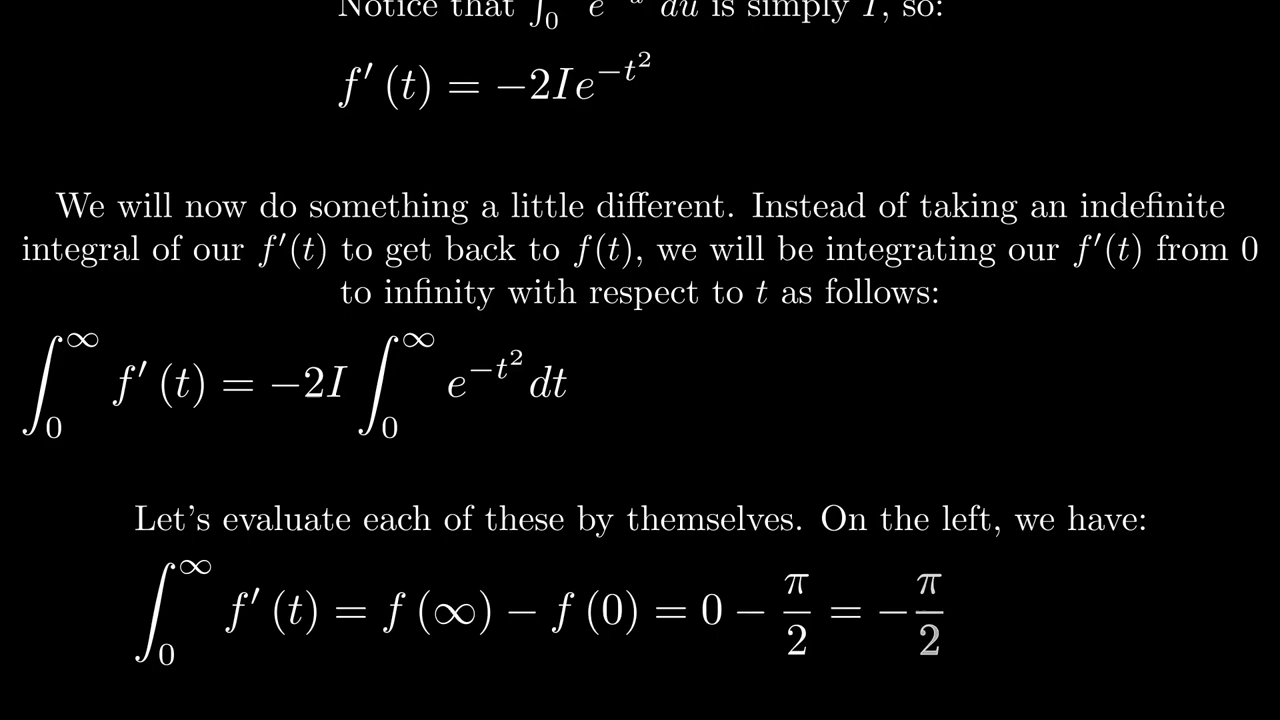 Notice that ∫₀ e⁻ᵘ du is simply I, so:
f′(t) = −2Ie^{−t²}
We will now do something a little different. Instead of taking an indefinite
integral of our f′(t) to get back to f(t), we will be integrating our f′(t) from 0
to infinity with respect to t as follows:
∫₀^∞ f′(t) = −2I ∫₀^∞ e^{−t²} dt
Let's evaluate each of these by themselves. On the left, we have:
∫₀^∞ f′(t) = f(∞) − f(0) = 0 − π/2 = −π/2